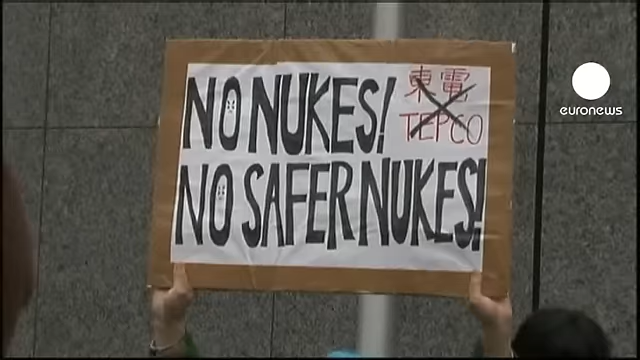 NO NUKES!
東電
TEPCO
NO SAFER NUKES!
euronews